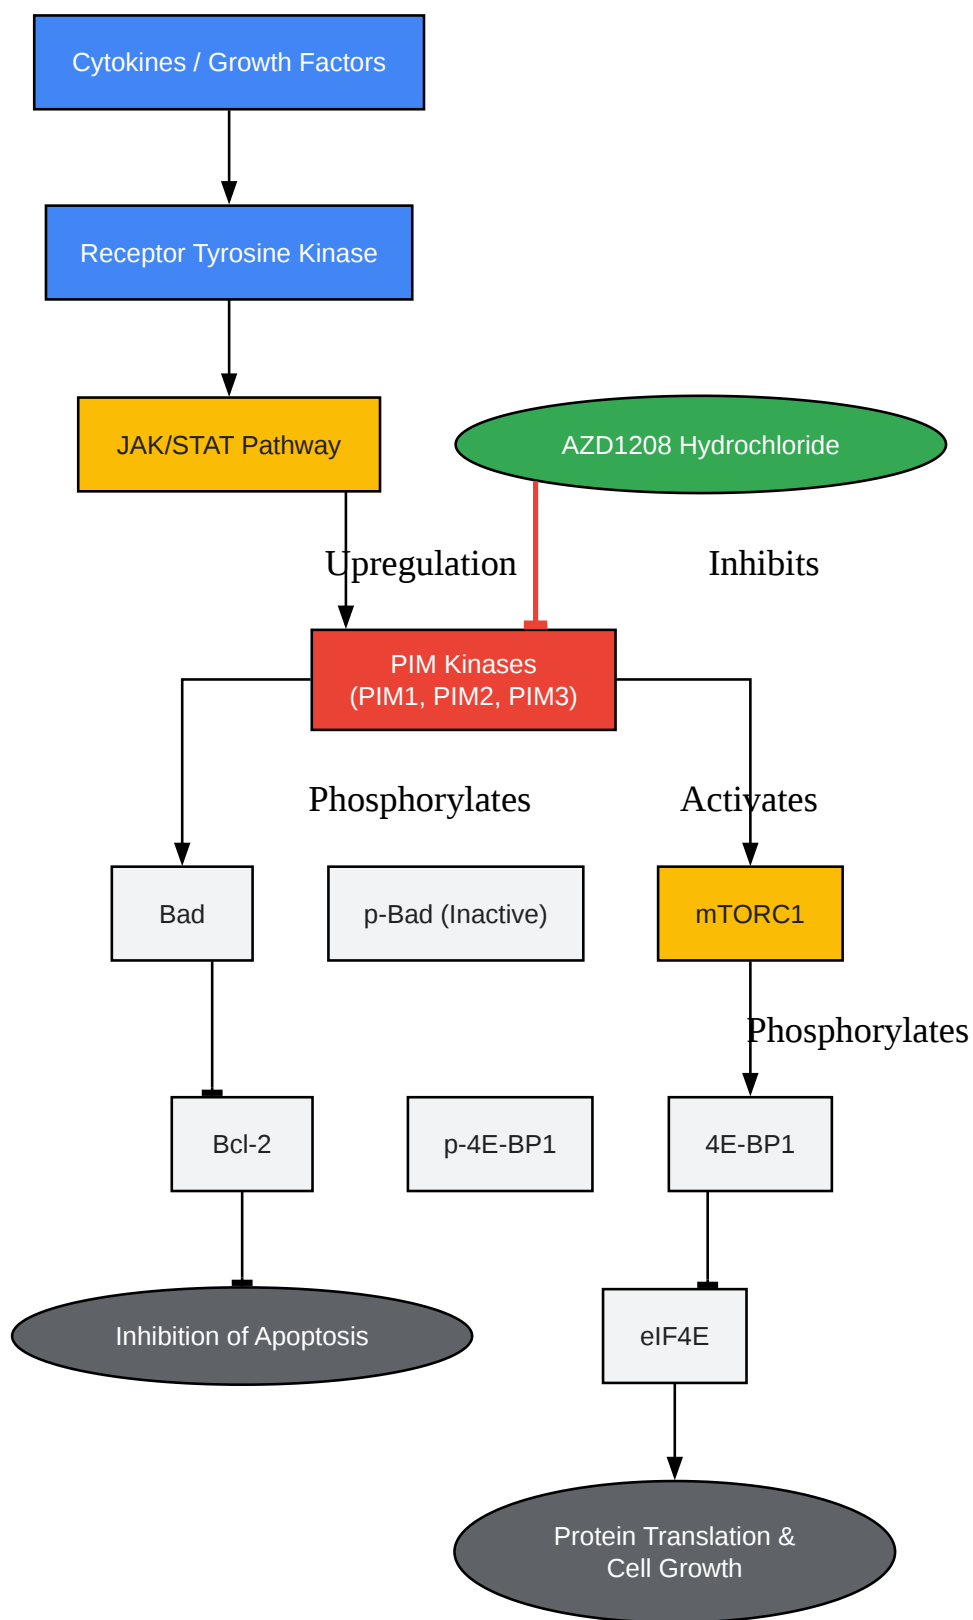 Cytokines / Growth Factors
Receptor Tyrosine Kinase
JAK/STAT Pathway
AZD1208 Hydrochloride
Upregulation
Inhibits
PIM Kinases
(PIM1, PIM2, PIM3)
Phosphorylates
Activates
Bad
p-Bad (Inactive)
mTORC1
Phosphorylates
Bcl-2
p-4E-BP1
4E-BP1
Inhibition of Apoptosis
eIF4E
Protein Translation &
Cell Growth